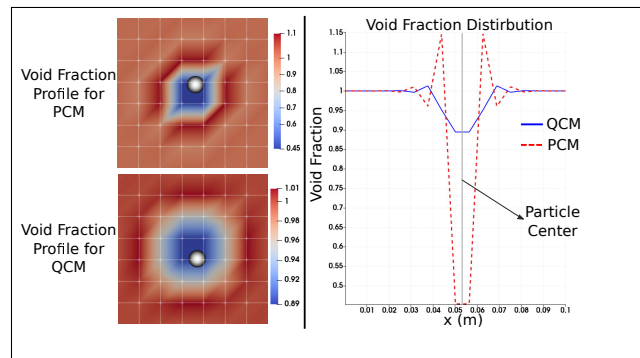 Void Fraction
Profile for
PCM
1.1
1
0.9
0.8
0.7
0.6
0.45
Void Fraction
Profile for
QCM
1.01
0.98
0.96
0.94
0.92
0.89
Void Fraction Distirbution
Void Fraction
1.15
1.1
1.05
1
0.95
0.9
0.85
0.8
0.75
0.7
0.65
0.6
0.55
0.5
QCM
PCM
Particle
Center
0.01 0.02 0.03 0.04 0.05 0.06 0.07 0.08 0.09 0.1
x (m)